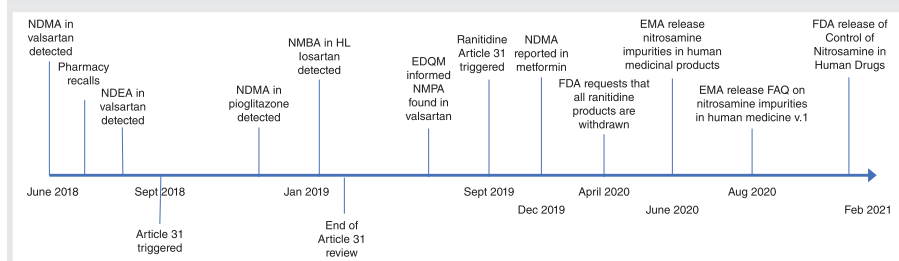 NDMA in
valsartan
detected
Pharmacy
recalls
NDEA in
valsartan
detected
NDMA in
pioglitazone
detected
NMBA in HL
losartan
detected
EDQM
informed
NMPA
found in
valsartan
Ranitidine
Article 31
triggered
NDMA
reported in
metformin
FDA requests that
all ranitidine
products are
withdrawn
EMA release
nitrosamine
impurities in human
medicinal products
EMA release FAQ on
nitrosamine impurities
in human medicine v.1
FDA release of
Control of
Nitrosamine in
Human Drugs
June 2018
Sept 2018
Jan 2019
Sept 2019
Dec 2019
April 2020
June 2020
Aug 2020
Feb 2021
Article 31
triggered
End of
Article 31
review